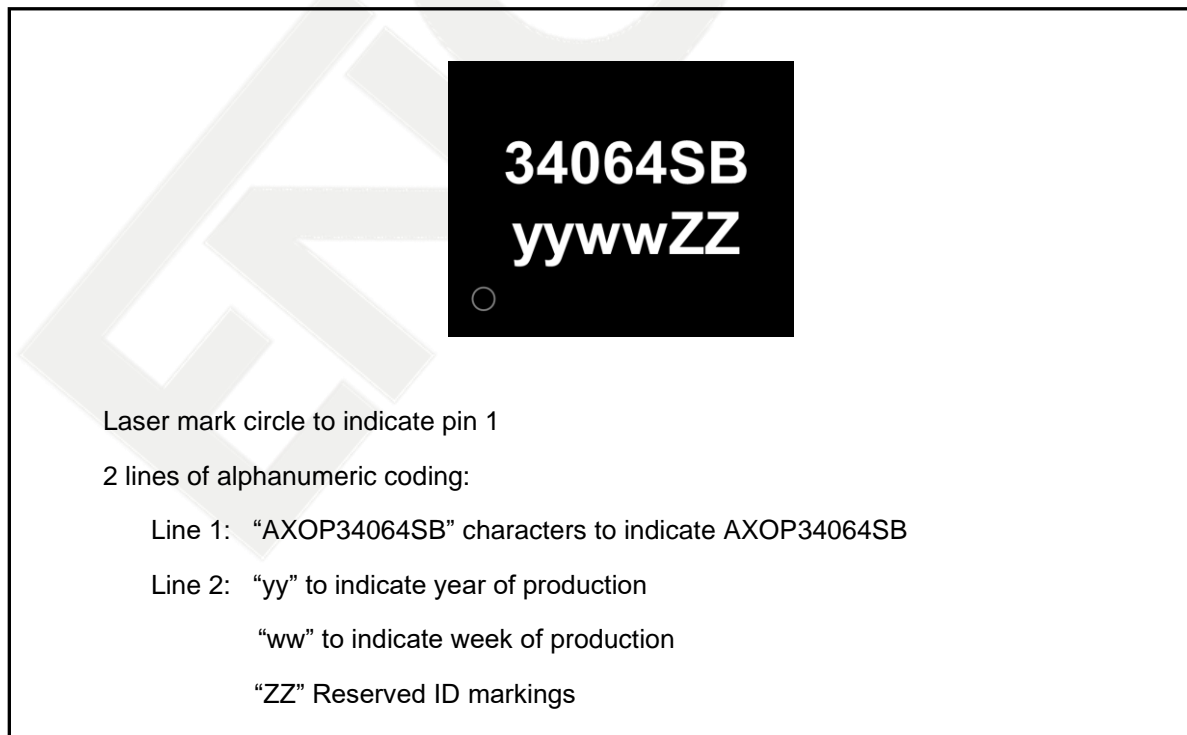 34064SB
yywwZZ
Laser mark circle to indicate pin 1
2 lines of alphanumeric coding:
Line 1: “AXOP34064SB” characters to indicate AXOP34064SB
Line 2: “yy” to indicate year of production
“ww” to indicate week of production
“ZZ” Reserved ID markings